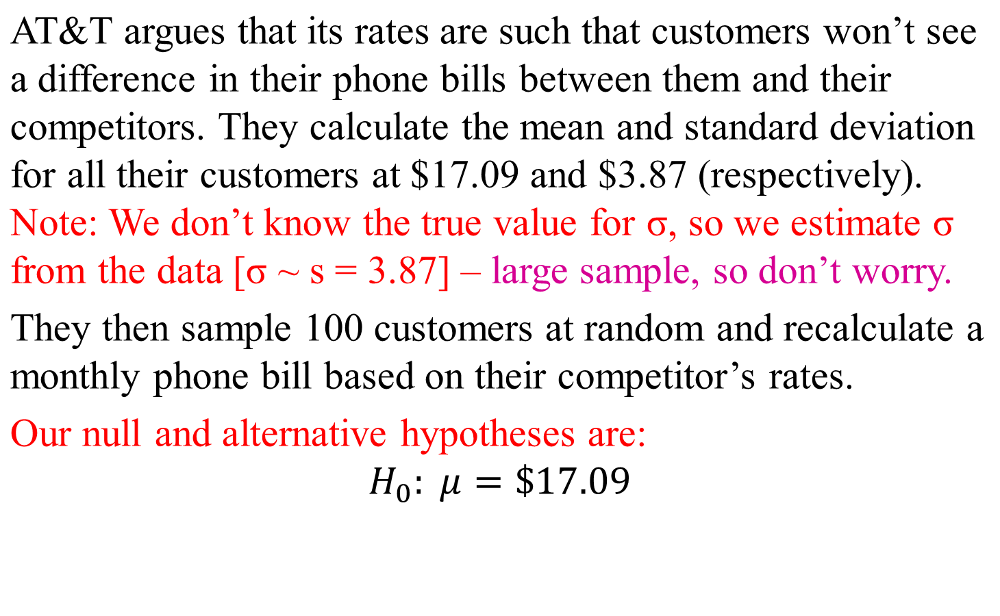 AT&T argues that its rates are such that customers won’t see
a difference in their phone bills between them and their
competitors. They calculate the mean and standard deviation
for all their customers at $17.09 and $3.87 (respectively).
Note: We don’t know the true value for σ, so we estimate σ
from the data [σ ~ s = 3.87] – large sample, so don’t worry.
They then sample 100 customers at random and recalculate a
monthly phone bill based on their competitor’s rates.
Our null and alternative hypotheses are:
H₀: μ = $17.09